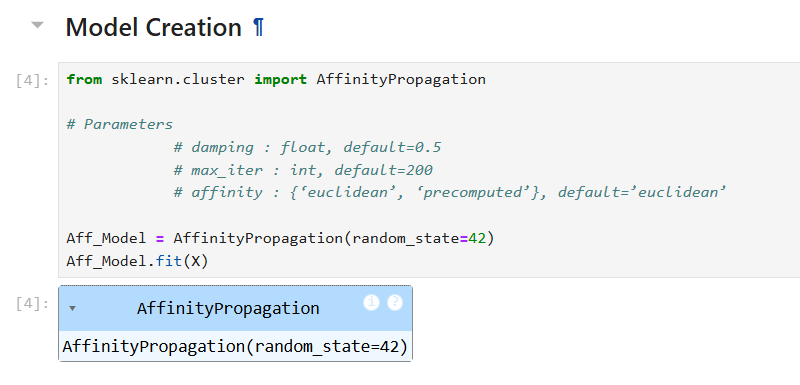 Model Creation ¶
[4]:
from sklearn.cluster import AffinityPropagation
# Parameters
# damping : float, default=0.5
# max_iter : int, default=200
# affinity : {‘euclidean’, ‘precomputed’}, default=’euclidean’
Aff_Model = AffinityPropagation(random_state=42)
Aff_Model.fit(X)
[4]:
AffinityPropagation i ?
AffinityPropagation(random_state=42)